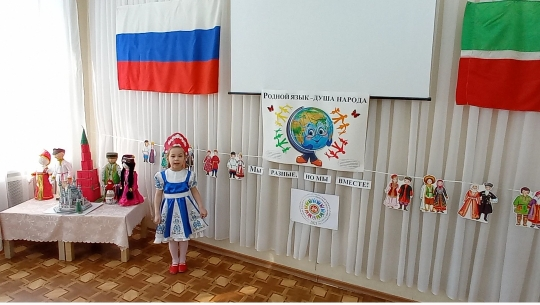 Родной язык – душа народа
Мы разные, но мы вместе!